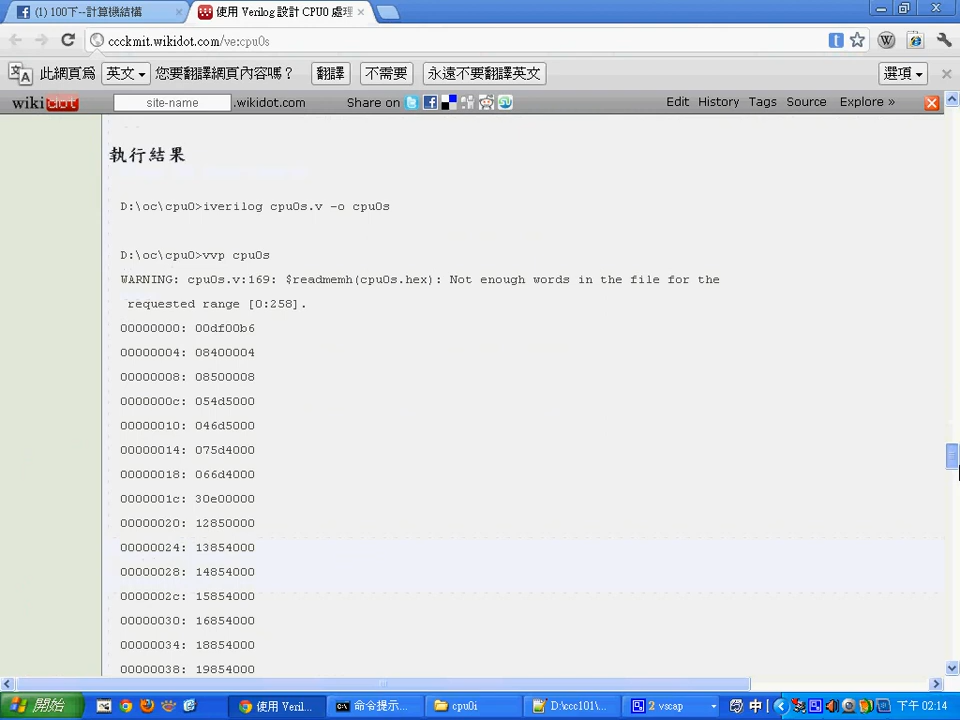 (1) 100下--計算機結構
使用 Verilog 設計 CPU0 處理
ccckmit.wikidot.com/ve:cpu0s
此網頁為 英文 您要翻譯網頁內容嗎？ 翻譯 不需要 永遠不要翻譯英文 選項
wikidot site-name .wikidot.com Share on Edit History Tags Source Explore »
執行結果
D:\oc\cpu0>iverilog cpu0s.v -o cpu0s
D:\oc\cpu0>vvp cpu0s
WARNING: cpu0s.v:169: $readmemh(cpu0s.hex): Not enough words in the file for the
requested range [0:258].
00000000: 00df00b6
00000004: 08400004
00000008: 08500008
0000000c: 054d5000
00000010: 046d5000
00000014: 075d4000
00000018: 066d4000
0000001c: 30e00000
00000020: 12850000
00000024: 13854000
00000028: 14854000
0000002c: 15854000
00000030: 16854000
00000034: 18854000
00000038: 19854000
開始 使用 Veril... 命令提示... cpu0i D:\ccc101\... 2 vscap 中 下午 02:14